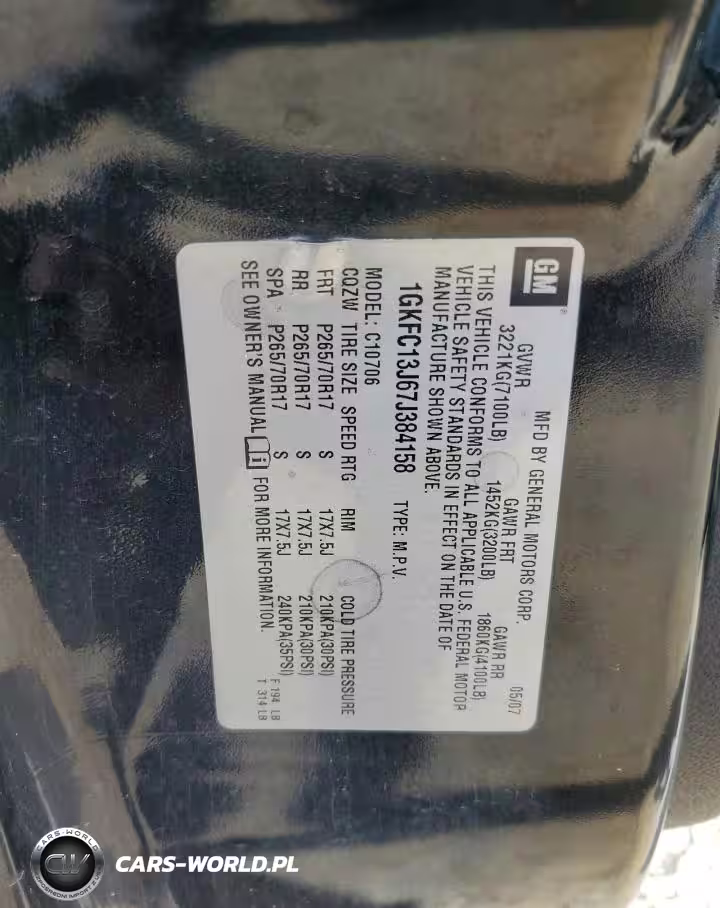 GM
MFD BY GENERAL MOTORS CORP. 05/07
GVWR GAWR FRT GAWR RR
3221KG(7100LB) 1452KG(3200LB) 1860KG(4100LB)
THIS VEHICLE CONFORMS TO ALL APPLICABLE U.S. FEDERAL MOTOR
VEHICLE SAFETY STANDARDS IN EFFECT ON THE DATE OF
MANUFACTURE SHOWN ABOVE.
1GKFC13J67J384158 TYPE: M.P.V.
MODEL: C10706
CQZW TIRE SIZE SPEED RTG RIM COLD TIRE PRESSURE
FRT P265/70R17 S 17X7.5J 210KPA(30PSI)
RR P265/70R17 S 17X7.5J 210KPA(30PSI)
SPA P265/70R17 S 17X7.5J 240KPA(35PSI)
SEE OWNER'S MANUAL FOR MORE INFORMATION.
F 194 LB
T 314 LB
CARS-WORLD
CW
CARS-WORLD.PL